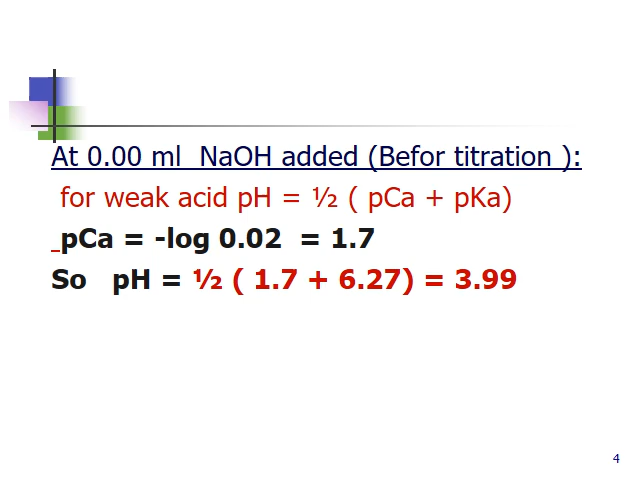 At 0.00 ml  NaOH added (Befor titration ):
for weak acid pH = ½ ( pCa + pKa)
pCa = -log 0.02  = 1.7
So   pH = ½ ( 1.7 + 6.27) = 3.99
4